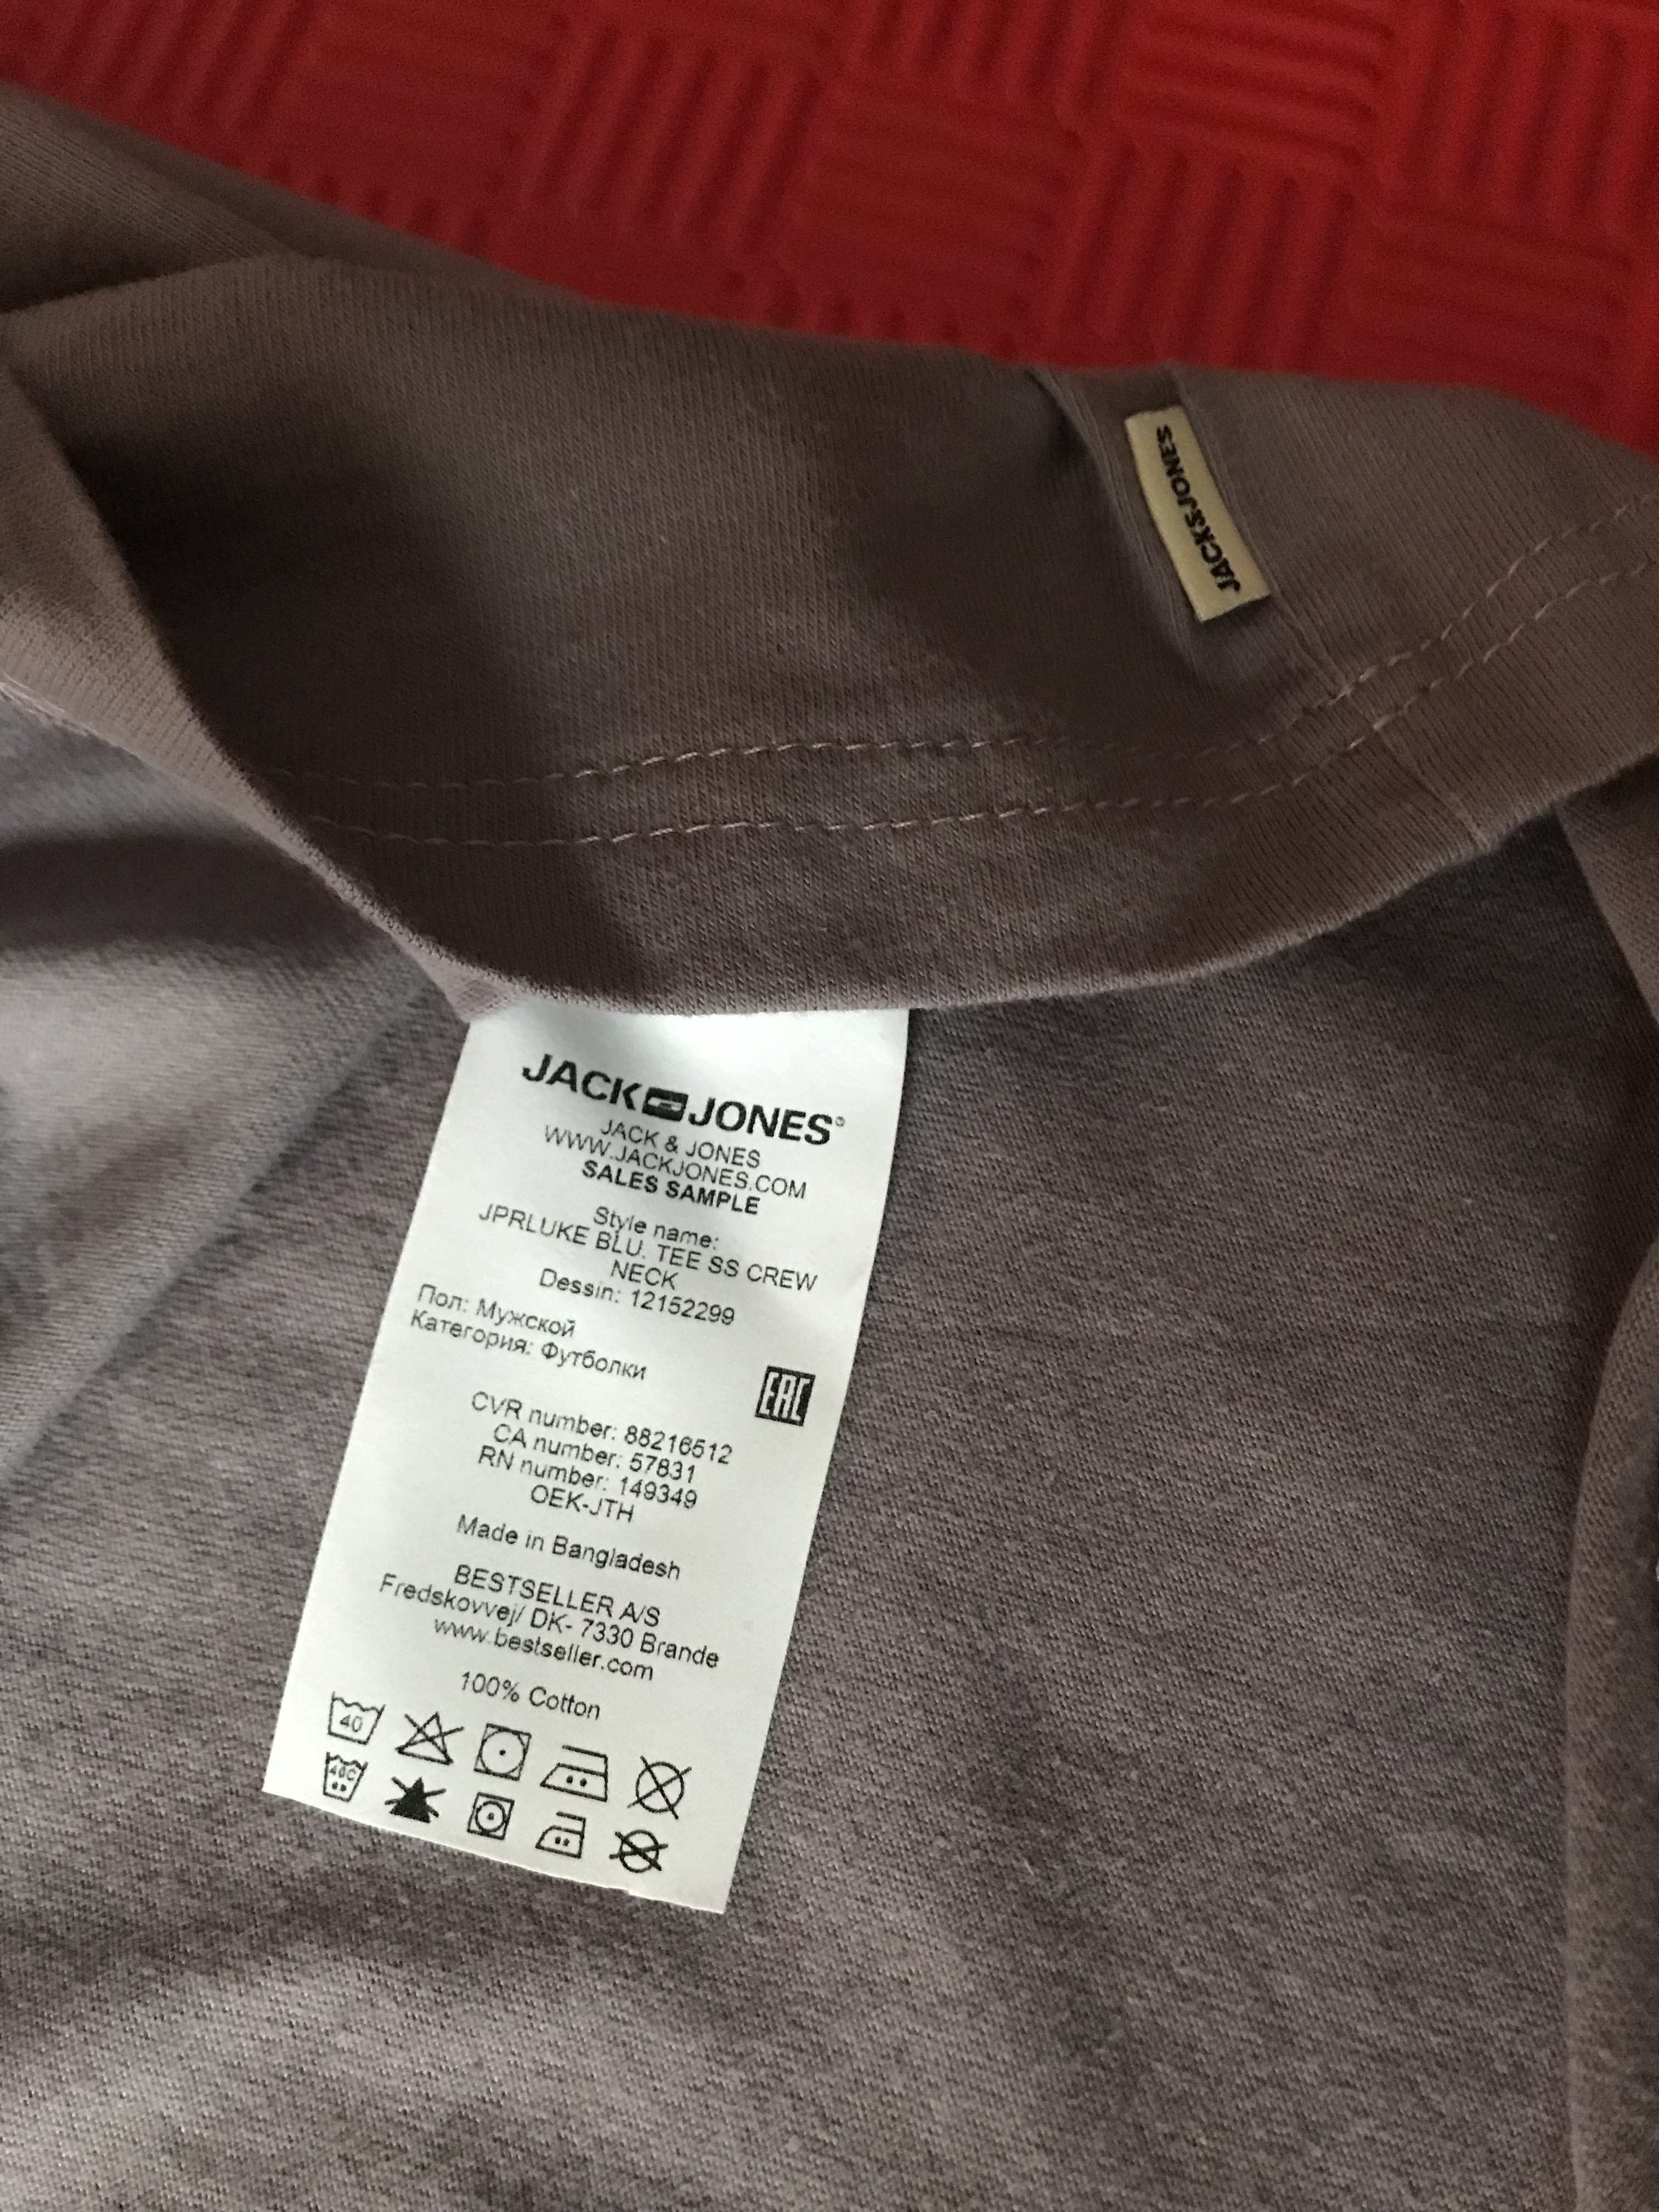 JACK&JONES
JACK JONES®
JACK & JONES
WWW.JACKJONES.COM
SALES SAMPLE
Style name:
JPRLUKE BLU. TEE SS CREW
NECK
Dessin: 12152299
Пол: Мужской
Категория: Футболки
EAC
CVR number: 88216512
CA number: 57831
RN number: 149349
OEK-JTH
Made in Bangladesh
BESTSELLER A/S
Fredskovvej/ DK- 7330 Brande
www.bestseller.com
100% Cotton
40
40C